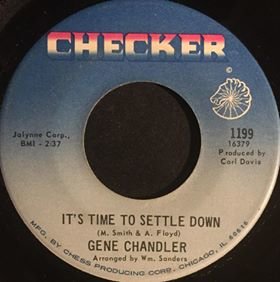 CHECKER
®
Jalynne Corp.,
BMI - 2:37
1199
16379
Produced by
Carl Davis
IT'S TIME TO SETTLE DOWN
(M. Smith & A. Floyd)
GENE CHANDLER
Arranged by Wm. Sanders
MFG. BY CHESS PRODUCING CORP. CHICAGO, IL 60616